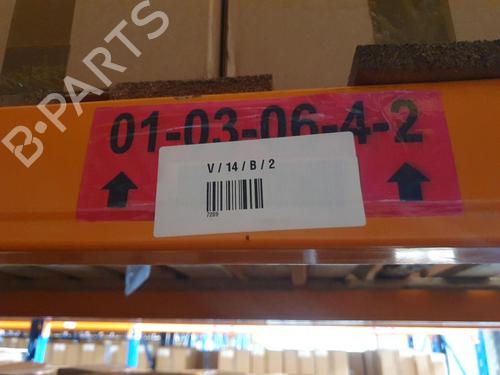 B-PARTS
01-03-06-4-2
V / 14 / B / 2
7289